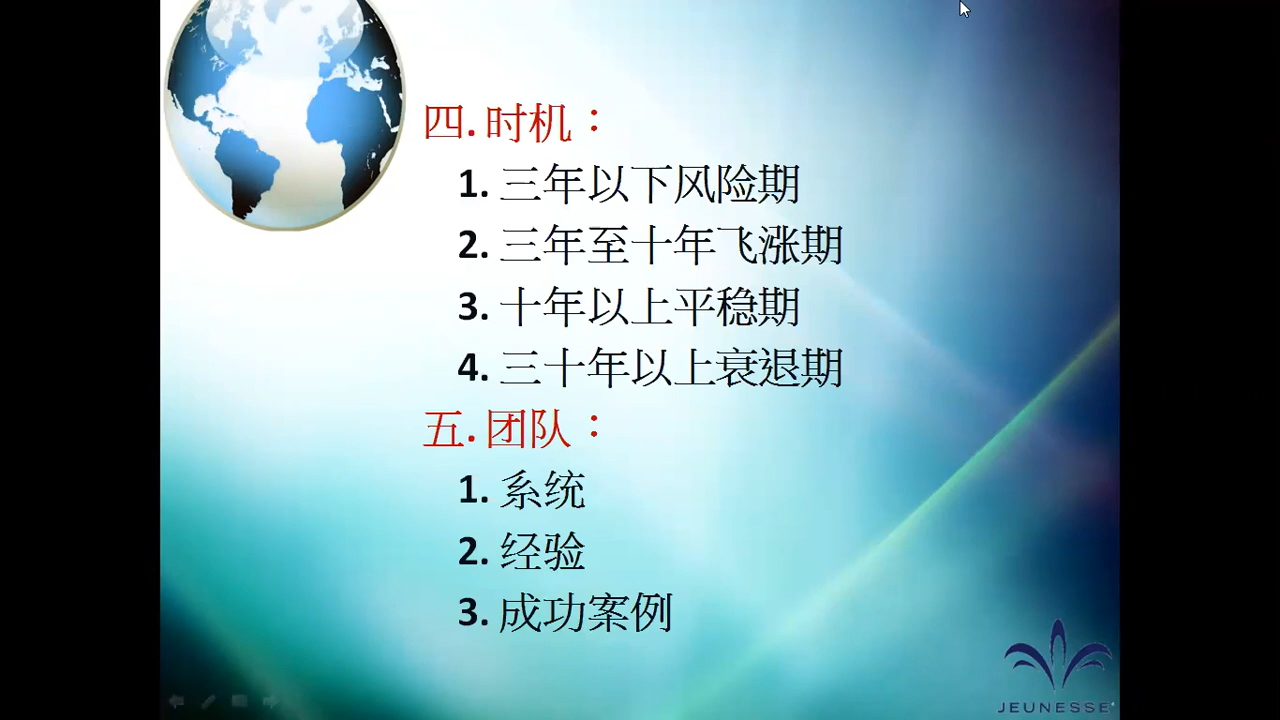 四. 时机：
1. 三年以下风险期
2. 三年至十年飞涨期
3. 十年以上平稳期
4. 三十年以上衰退期
五. 团队：
1. 系统
2. 经验
3. 成功案例
JEUNESSE